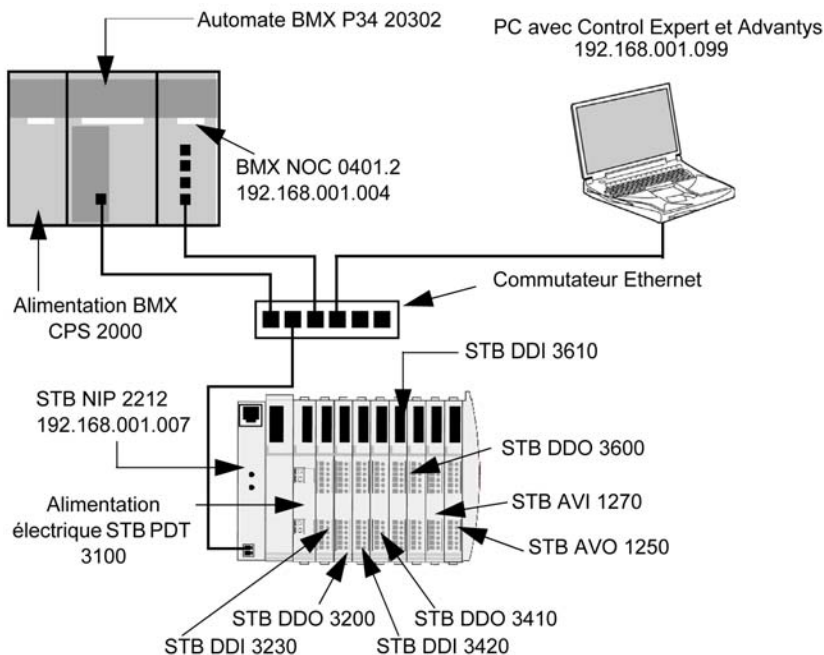 Automate BMX P34 20302
PC avec Control Expert et Advantys
192.168.001.099
BMX NOC 0401.2
192.168.001.004
Commutateur Ethernet
Alimentation BMX
CPS 2000
STB DDI 3610
STB NIP 2212
192.168.001.007
STB DDO 3600
Alimentation
électrique STB PDT
3100
STB AVI 1270
STB AVO 1250
STB DDO 3200
STB DDO 3410
STB DDI 3230
STB DDI 3420